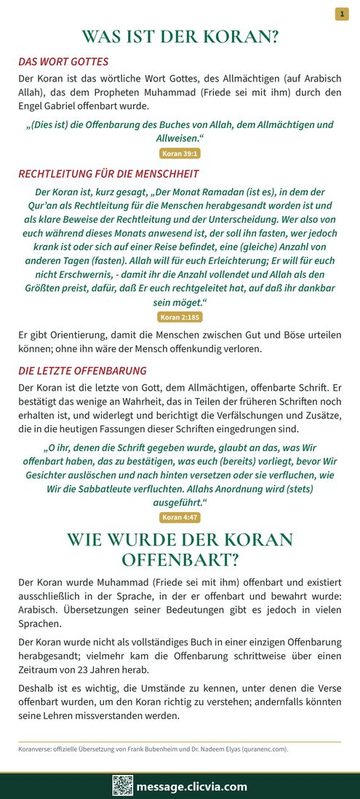 1
WAS IST DER KORAN?
DAS WORT GOTTES
Der Koran ist das wörtliche Wort Gottes, des Allmächtigen (auf Arabisch
Allah), das dem Propheten Muhammad (Friede sei mit ihm) durch den
Engel Gabriel offenbart wurde.
„(Dies ist) die Offenbarung des Buches von Allah, dem Allmächtigen und
Allweisen.“
Koran 39:1
RECHTLEITUNG FÜR DIE MENSCHHEIT
Der Koran ist, kurz gesagt, „Der Monat Ramadan (ist es), in dem der
Qur’an als Rechtleitung für die Menschen herabgesandt worden ist und
als klare Beweise der Rechtleitung und der Unterscheidung. Wer also von
euch während dieses Monats anwesend ist, der soll ihn fasten, wer jedoch
krank ist oder sich auf einer Reise befindet, eine (gleiche) Anzahl von
anderen Tagen (fasten). Allah will für euch Erleichterung; Er will für euch
nicht Erschwernis, - damit ihr die Anzahl vollendet und Allah als den
Größten preist, dafür, daß Er euch rechtgeleitet hat, auf daß ihr dankbar
sein möget.“
Koran 2:185
Er gibt Orientierung, damit die Menschen zwischen Gut und Böse urteilen
können; ohne ihn wäre der Mensch offenkundig verloren.
DIE LETZTE OFFENBARUNG
Der Koran ist die letzte von Gott, dem Allmächtigen, offenbarte Schrift. Er
bestätigt das wenige an Wahrheit, das in Teilen der früheren Schriften noch
erhalten ist, und widerlegt und berichtigt die Verfälschungen und Zusätze,
die in die heutigen Fassungen dieser Schriften eingedrungen sind.
„O ihr, denen die Schrift gegeben wurde, glaubt an das, was Wir
offenbart haben, das zu bestätigen, was euch (bereits) vorliegt, bevor Wir
Gesichter auslöschen und nach hinten versetzen oder sie verfluchen, wie
Wir die Sabbatleute verfluchten. Allahs Anordnung wird (stets)
ausgeführt.“
Koran 4:47
WIE WURDE DER KORAN
OFFENBART?
Der Koran wurde Muhammad (Friede sei mit ihm) offenbart und existiert
ausschließlich in der Sprache, in der er offenbart und bewahrt wurde:
Arabisch. Übersetzungen seiner Bedeutungen gibt es jedoch in vielen
Sprachen.
Der Koran wurde nicht als vollständiges Buch in einer einzigen Offenbarung
herabgesandt; vielmehr kam die Offenbarung schrittweise über einen
Zeitraum von 23 Jahren herab.
Deshalb ist es wichtig, die Umstände zu kennen, unter denen die Verse
offenbart wurden, um den Koran richtig zu verstehen; andernfalls könnten
seine Lehren missverstanden werden.
Koranverse: offizielle Übersetzung von Frank Bubenheim und Dr. Nadeem Elyas (quranenc.com).
message.clicvia.com